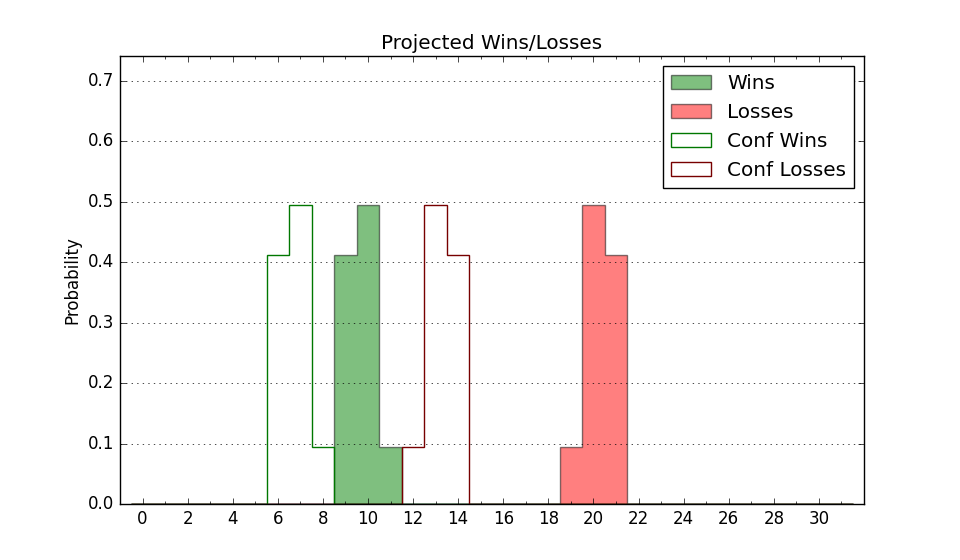 Projected Wins/Losses
Wins
Losses
Conf Wins
Conf Losses
Probability
0.7
0.6
0.5
0.4
0.3
0.2
0.1
0.0
0 2 4 6 8 10 12 14 16 18 20 22 24 26 28 30